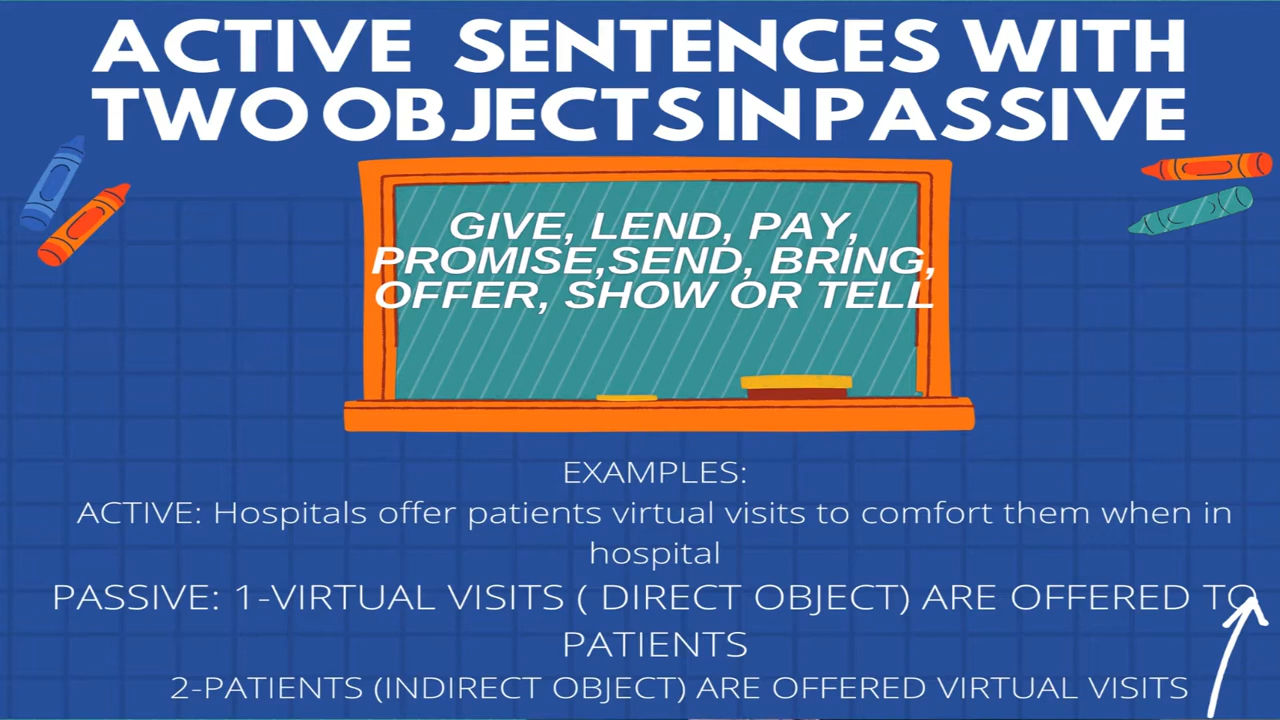 ACTIVE SENTENCES WITH
TWO OBJECTS IN PASSIVE
GIVE, LEND, PAY,
PROMISE,SEND, BRING,
OFFER, SHOW OR TELL
EXAMPLES:
ACTIVE: Hospitals offer patients virtual visits to comfort them when in
hospital
PASSIVE: 1-VIRTUAL VISITS ( DIRECT OBJECT) ARE OFFERED TO
PATIENTS
2-PATIENTS (INDIRECT OBJECT) ARE OFFERED VIRTUAL VISITS